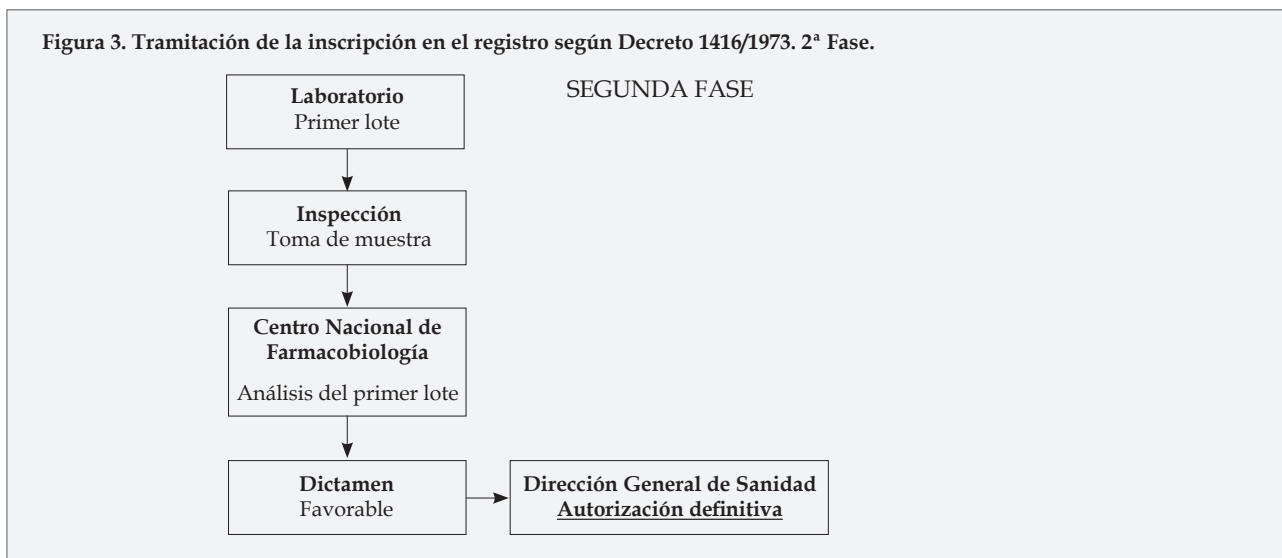 Figura 3. Tramitación de la inscripción en el registro según Decreto 1416/1973. 2ª Fase.
SEGUNDA FASE
Laboratorio
Primer lote
Inspección
Toma de muestra
Centro Nacional de
Farmacobiología
Análisis del primer lote
Dictamen
Favorable
Dirección General de Sanidad
Autorización definitiva